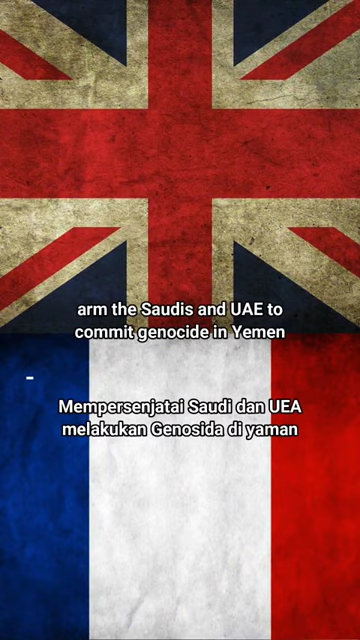 arm the Saudis and UAE to
commit genocide in Yemen
-
Mempersenjatai Saudi dan UEA
melakukan Genosida di yaman